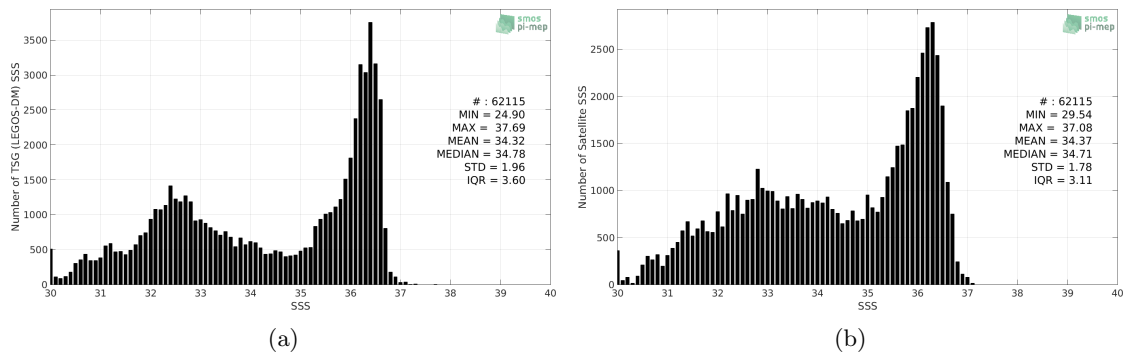 smos
pi-mep
Number of TSG (LEGOS-DM) SSS
3500
3000
2500
2000
1500
1000
500
0
# : 62115
MIN = 24.90
MAX = 37.69
MEAN = 34.32
MEDIAN = 34.78
STD = 1.96
IQR = 3.60
30 31 32 33 34 35 36 37 38 39 40
SSS
(a)
smos
pi-mep
Number of Satellite SSS
2500
2000
1500
1000
500
0
# : 62115
MIN = 29.54
MAX = 37.08
MEAN = 34.37
MEDIAN = 34.71
STD = 1.78
IQR = 3.11
30 31 32 33 34 35 36 37 38 39 40
SSS
(b)